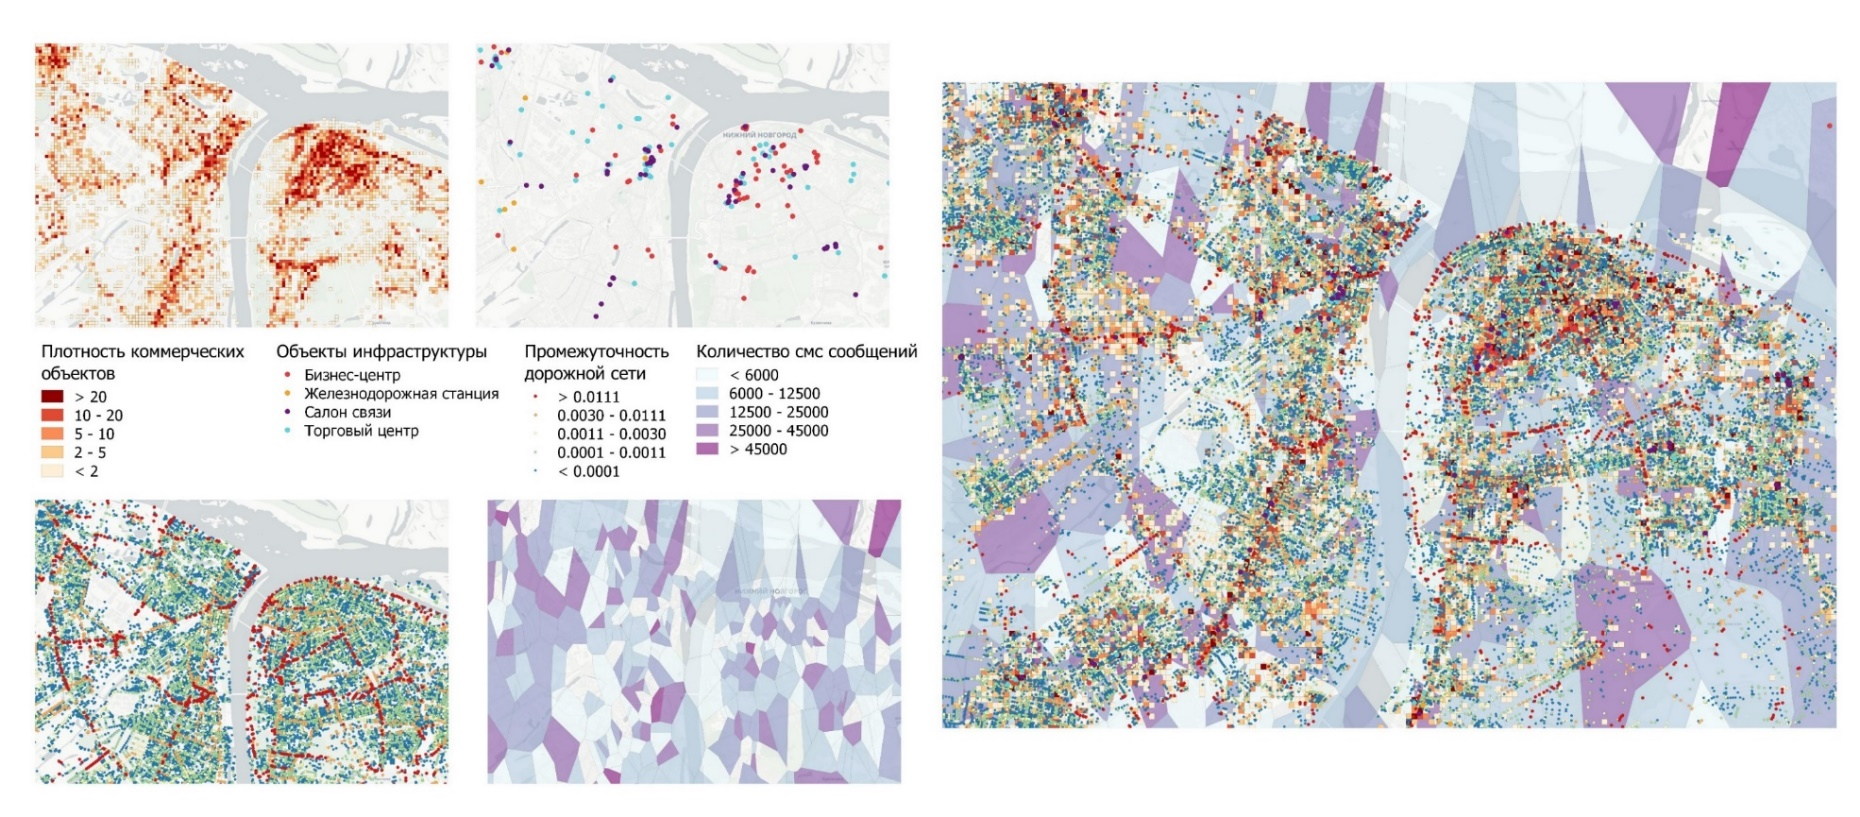 НИЖНИЙ НОВГОРОД
Плотность коммерческих
объектов
> 20
10 - 20
5 - 10
2 - 5
< 2
Объекты инфраструктуры
Бизнес-центр
Железнодорожная станция
Салон связи
Торговый центр
Промежуточность
дорожной сети
> 0.0111
0.0030 - 0.0111
0.0011 - 0.0030
0.0001 - 0.0011
< 0.0001
Количество смс сообщений
< 6000
6000 - 12500
12500 - 25000
25000 - 45000
> 45000
НИЖНИЙ НОВГОРОД